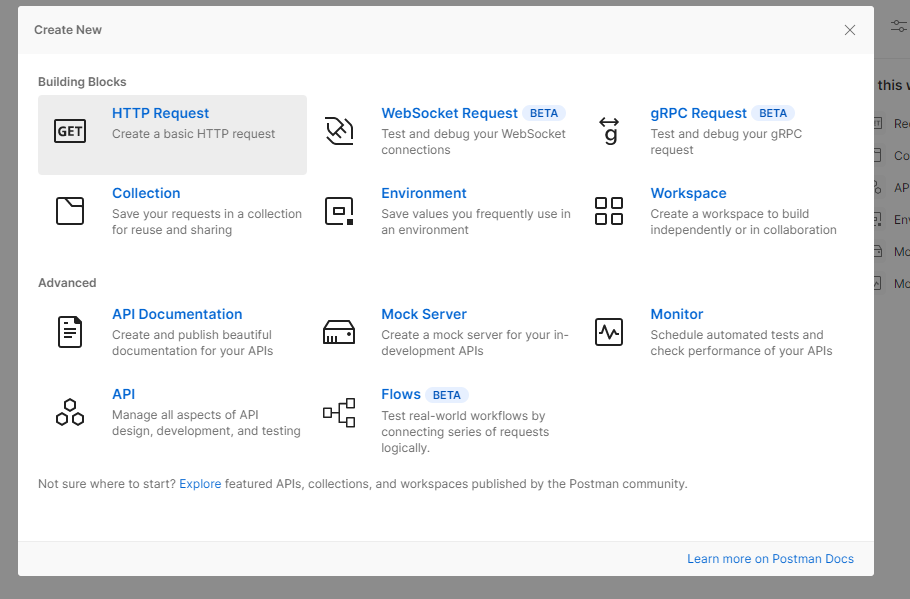 Create New
Building Blocks
GET
HTTP Request
Create a basic HTTP request
WebSocket Request BETA
Test and debug your WebSocket
connections
g
gRPC Request BETA
Test and debug your gRPC
request
Collection
Save your requests in a collection
for reuse and sharing
Environment
Save values you frequently use in
an environment
Workspace
Create a workspace to build
independently or in collaboration
Advanced
API Documentation
Create and publish beautiful
documentation for your APIs
Mock Server
Create a mock server for your in-
development APIs
Monitor
Schedule automated tests and
check performance of your APIs
API
Manage all aspects of API
design, development, and testing
Flows BETA
Test real-world workflows by
connecting series of requests
logically.
Not sure where to start? Explore featured APIs, collections, and workspaces published by the Postman community.
Learn more on Postman Docs
this